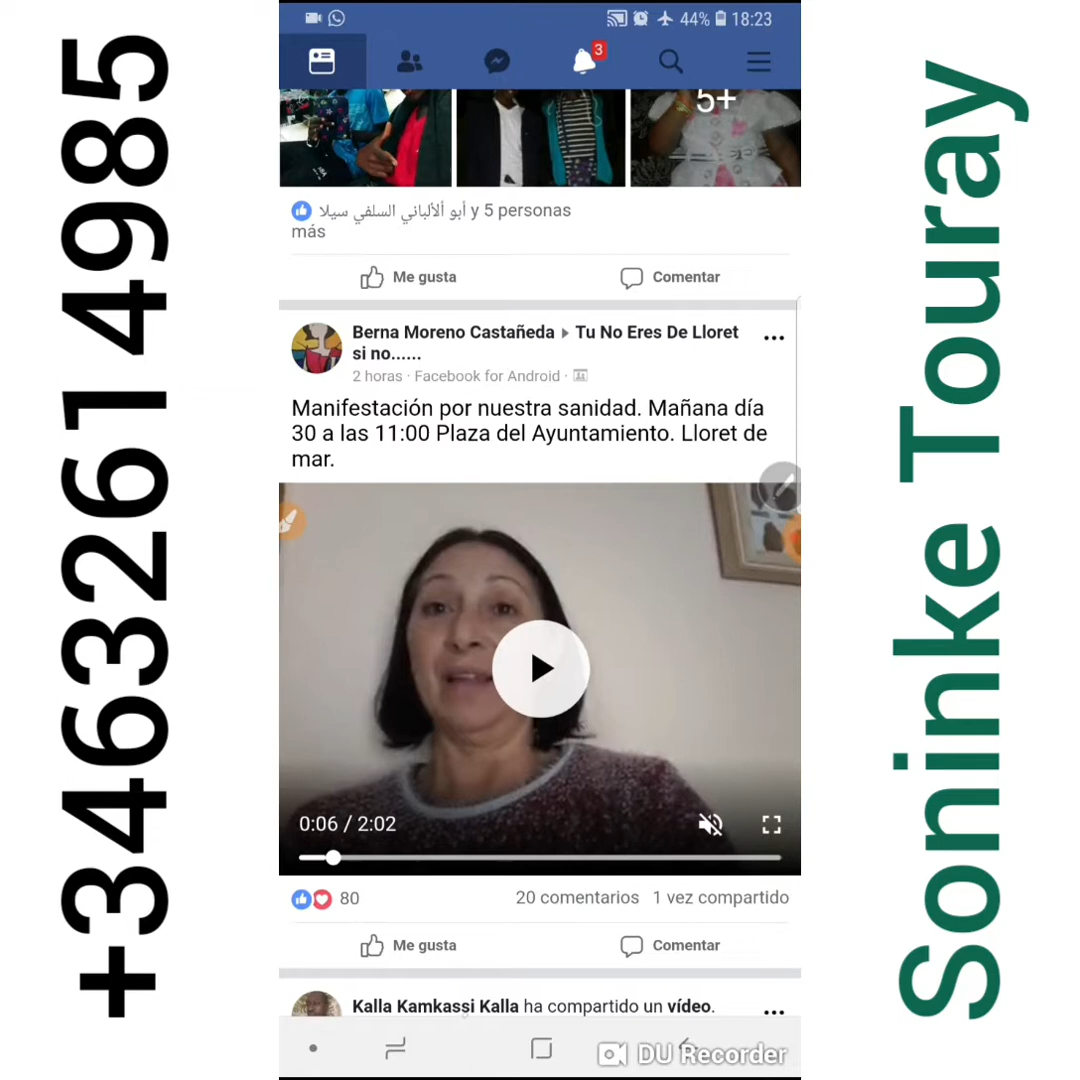 +34632614985
44% 18:23
3
5+
أبو ألألباني السلفي سيلا y 5 personas
más
Me gusta
Comentar
Berna Moreno Castañeda ▸ Tu No Eres De Lloret
si no......
2 horas · Facebook for Android ·
Manifestación por nuestra sanidad. Mañana día
30 a las 11:00 Plaza del Ayuntamiento. Lloret de
mar.
0:06 / 2:02
80
20 comentarios 1 vez compartido
Me gusta
Comentar
Kalla Kamkassi Kalla ha compartido un vídeo.
DU Recorder
Soninke Touray